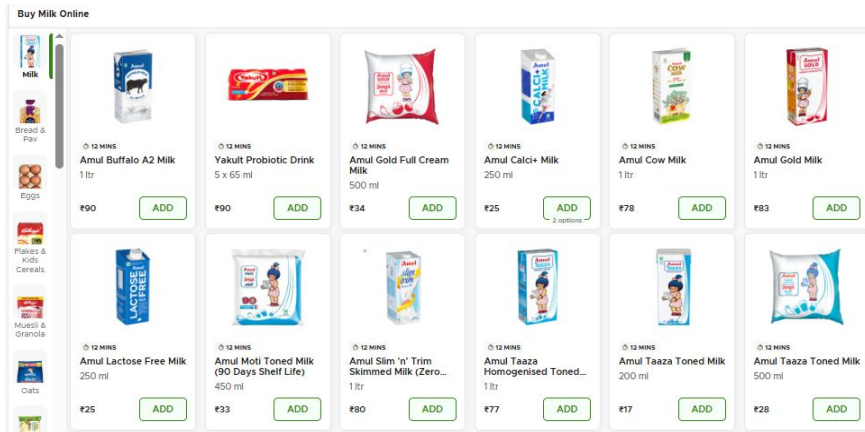 Buy Milk Online
Milk
Bread &
Pav
Eggs
Flakes &
Kids
Cereals
Muesli &
Granola
Oats
12 MINS
Amul Buffalo A2 Milk
1 ltr
₹90
ADD
12 MINS
Yakult Probiotic Drink
5 x 65 ml
₹90
ADD
12 MINS
Amul Gold Full Cream
Milk
500 ml
₹34
ADD
12 MINS
Amul Calci+ Milk
250 ml
₹25
ADD
2 options
12 MINS
Amul Cow Milk
1 ltr
₹78
ADD
12 MINS
Amul Gold Milk
1 ltr
₹83
ADD
12 MINS
Amul Lactose Free Milk
250 ml
₹25
ADD
12 MINS
Amul Moti Toned Milk
(90 Days Shelf Life)
450 ml
₹33
ADD
12 MINS
Amul Slim 'n' Trim
Skimmed Milk (Zero...
1 ltr
₹80
ADD
12 MINS
Amul Taaza
Homogenised Toned...
1 ltr
₹77
ADD
12 MINS
Amul Taaza Toned Milk
200 ml
₹17
ADD
12 MINS
Amul Taaza Toned Milk
500 ml
₹28
ADD